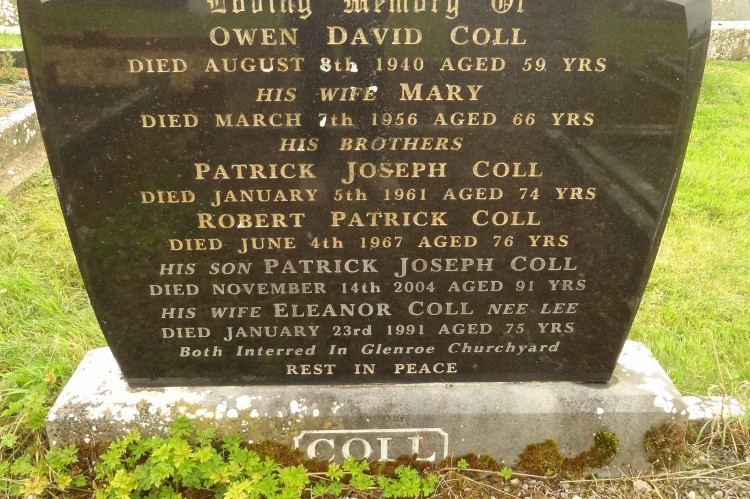 Loving Memory Of
OWEN DAVID COLL
DIED AUGUST 8th 1940 AGED 59 YRS
HIS WIFE MARY
DIED MARCH 7th 1956 AGED 66 YRS
HIS BROTHERS
PATRICK JOSEPH COLL
DIED JANUARY 5th 1961 AGED 74 YRS
ROBERT PATRICK COLL
DIED JUNE 4th 1967 AGED 76 YRS
HIS SON PATRICK JOSEPH COLL
DIED NOVEMBER 14th 2004 AGED 91 YRS
HIS WIFE ELEANOR COLL NEE LEE
DIED JANUARY 23rd 1991 AGED 75 YRS
Both Interred In Glenroe Churchyard
REST IN PEACE
COLL